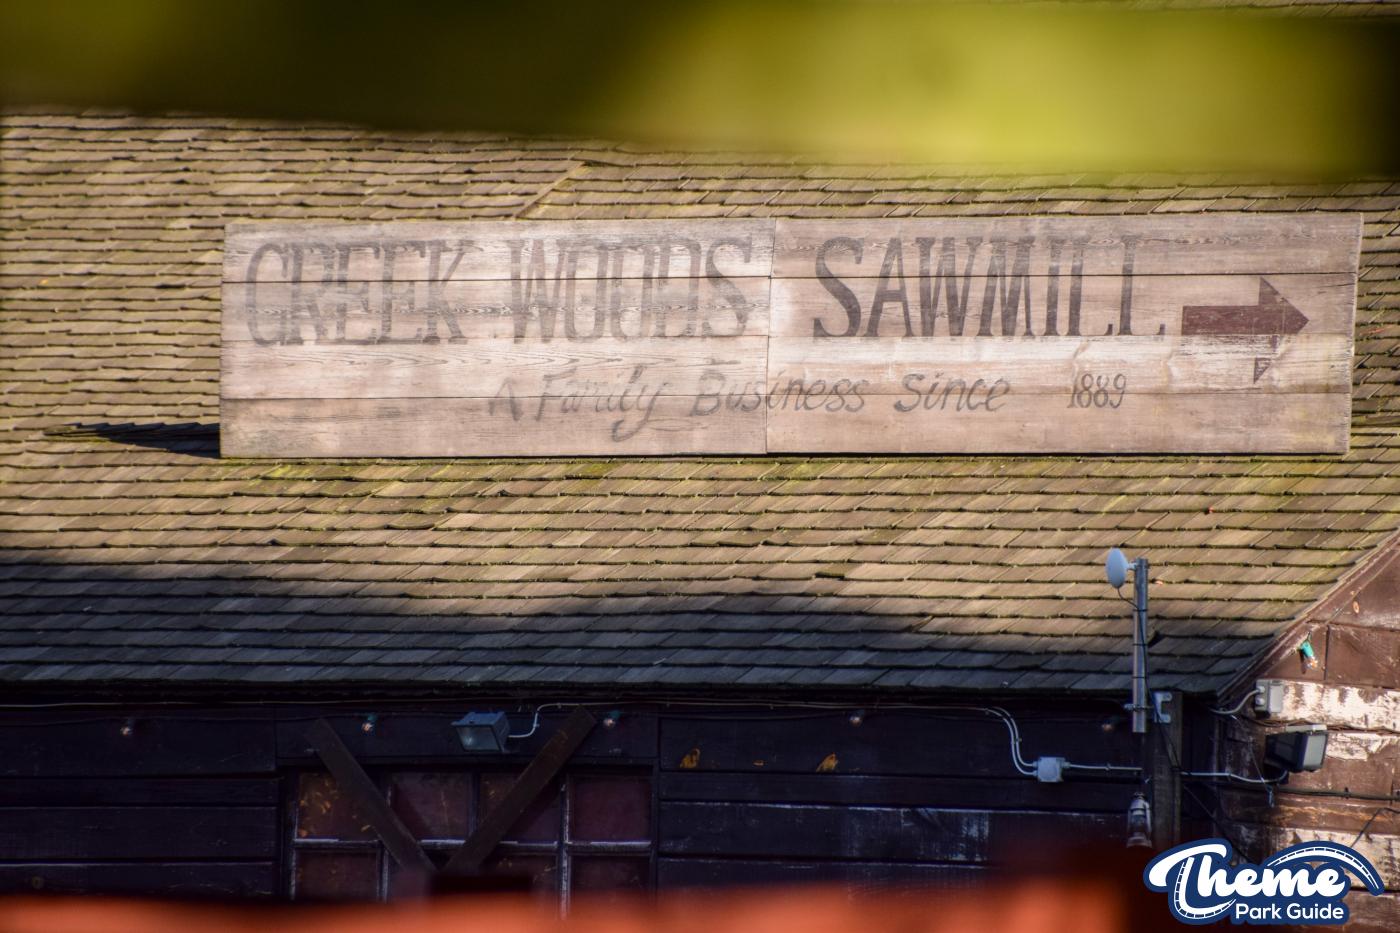 CREEK WOODS SAWMILL
A Family Business Since 1889
Theme
Park Guide